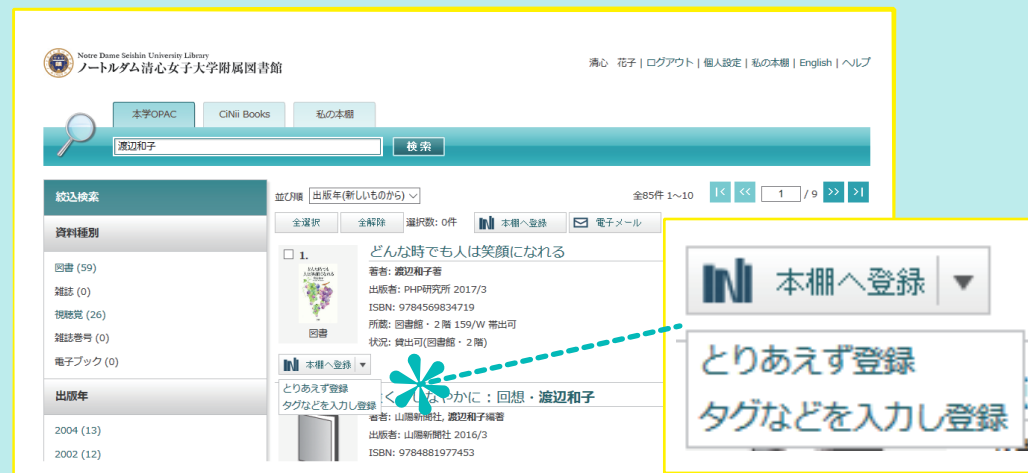 Notre Dame Seishin University Library
ノートルダム清心女子大学附属図書館
清心 花子 | ログアウト | 個人設定 | 私の本棚 | English | ヘルプ
本学OPAC
CiNii Books
私の本棚
渡辺和子
検索
絞込検索
資料種別
図書 (59)
雑誌 (0)
視聴覚 (26)
雑誌巻号 (0)
電子ブック (0)
出版年
2004 (13)
2002 (12)
並び順 出版年(新しいものから)
全85件 1~10
1 / 9
全選択
全解除
選択数: 0件
本棚へ登録
電子メール
1.
どんな時でも人は笑顔になれる
著者: 渡辺和子著
出版者: PHP研究所 2017/3
ISBN: 9784569834719
所蔵: 図書館・2階 159/W 帯出可
状況: 貸出可(図書館・2階)
図書
本棚へ登録
とりあえず登録
タグなどを入力し登録
やかに : 回想・渡辺和子
著者: 山陽新聞社, 渡辺和子編著
出版者: 山陽新聞社 2016/3
ISBN: 9784881977453
本棚へ登録
とりあえず登録
タグなどを入力し登録